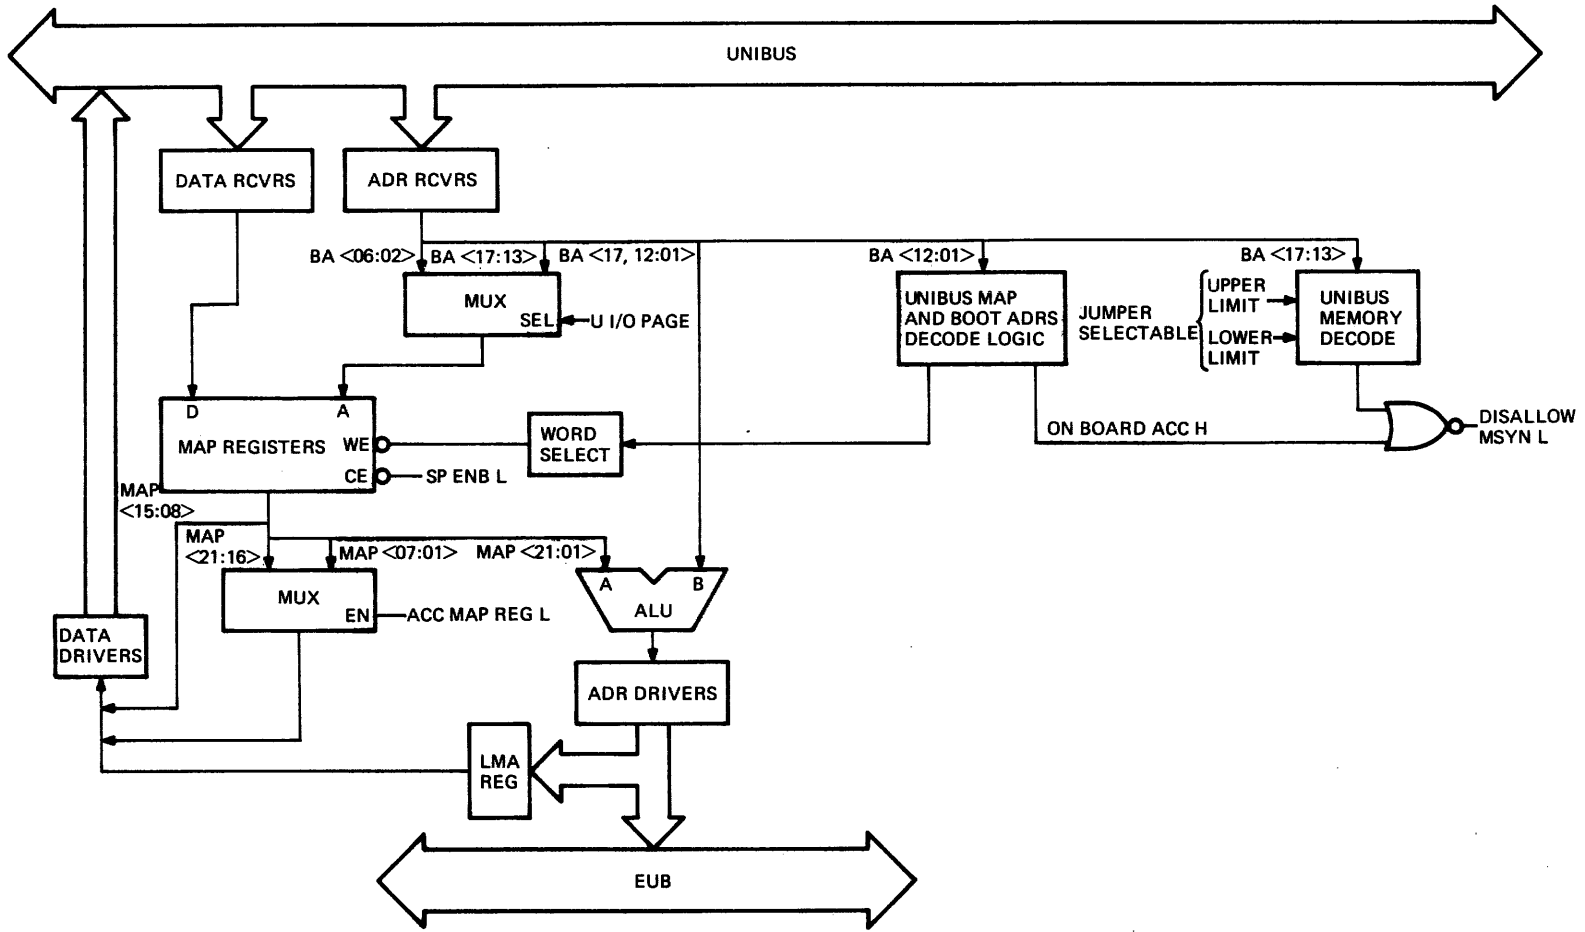 UNIBUS
DATA RCVRS
ADR RCVRS
BA <06:02>
BA <17:13>
BA <17, 12:01>
BA <12:01>
BA <17:13>
MUX
SEL
U I/O PAGE
UNIBUS MAP
AND BOOT ADRS
DECODE LOGIC
JUMPER
SELECTABLE
UPPER
LIMIT
LOWER
LIMIT
UNIBUS
MEMORY
DECODE
D
A
MAP REGISTERS
WE
CE
SP ENB L
WORD
SELECT
ON BOARD ACC H
DISALLOW
MSYN L
MAP
<15:08>
MAP
<21:16>
MAP <07:01>
MAP <21:01>
MUX
EN
ACC MAP REG L
A
B
ALU
DATA
DRIVERS
ADR DRIVERS
LMA
REG
EUB